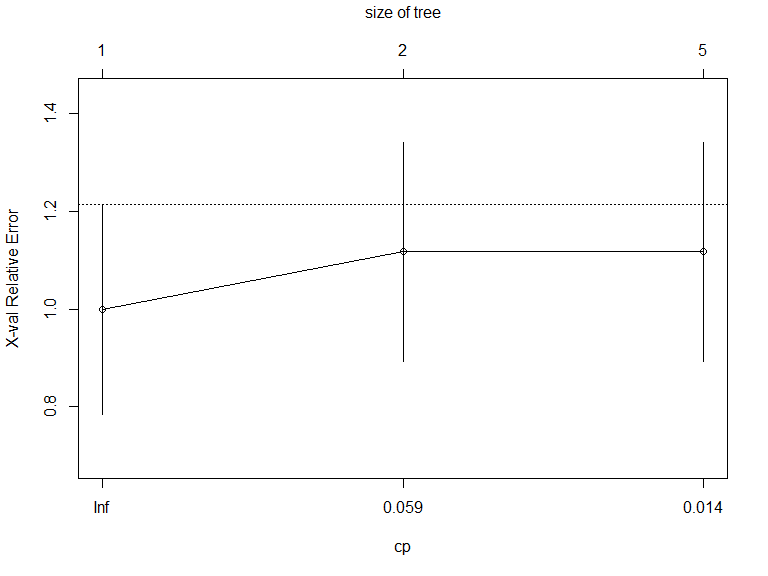 size of tree
1 2 5
X-val Relative Error
1.4
1.2
1.0
0.8
Inf 0.059 0.014
cp